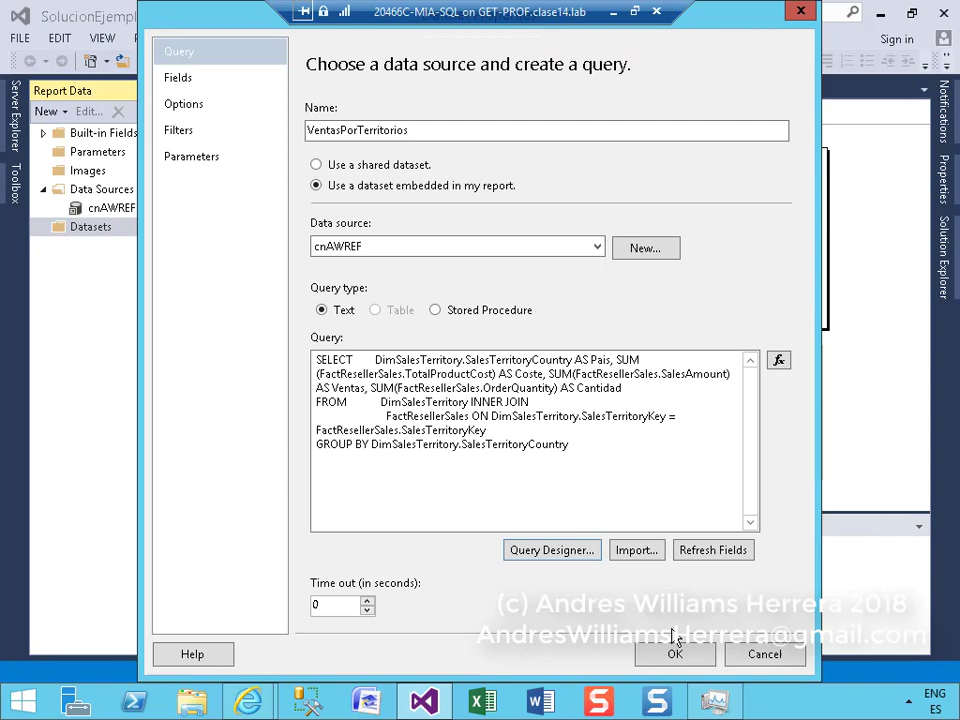 20466C-MIA-SQL on GET-PROF.clase14.lab
SolucionEjempl
FILE EDIT VIEW
Sign in
Report Data
New Edit...
Built-in Fields
Parameters
Images
Data Sources
cnAWREF
Datasets
Server Explorer
Toolbox
Notifications
Properties
Solution Explorer
Query
Fields
Options
Filters
Parameters
Choose a data source and create a query.
Name:
VentasPorTerritorios
Use a shared dataset.
Use a dataset embedded in my report.
Data source:
cnAWREF
New...
Query type:
Text Table Stored Procedure
Query:
SELECT DimSalesTerritory.SalesTerritoryCountry AS Pais, SUM
(FactResellerSales.TotalProductCost) AS Coste, SUM(FactResellerSales.SalesAmount)
AS Ventas, SUM(FactResellerSales.OrderQuantity) AS Cantidad
FROM DimSalesTerritory INNER JOIN
FactResellerSales ON DimSalesTerritory.SalesTerritoryKey =
FactResellerSales.SalesTerritoryKey
GROUP BY DimSalesTerritory.SalesTerritoryCountry
fx
Query Designer... Import... Refresh Fields
Time out (in seconds):
0
(c) Andres Williams Herrera 2018
AndresWilliamsHerrera@gmail.com
Help OK Cancel
ENG
ES